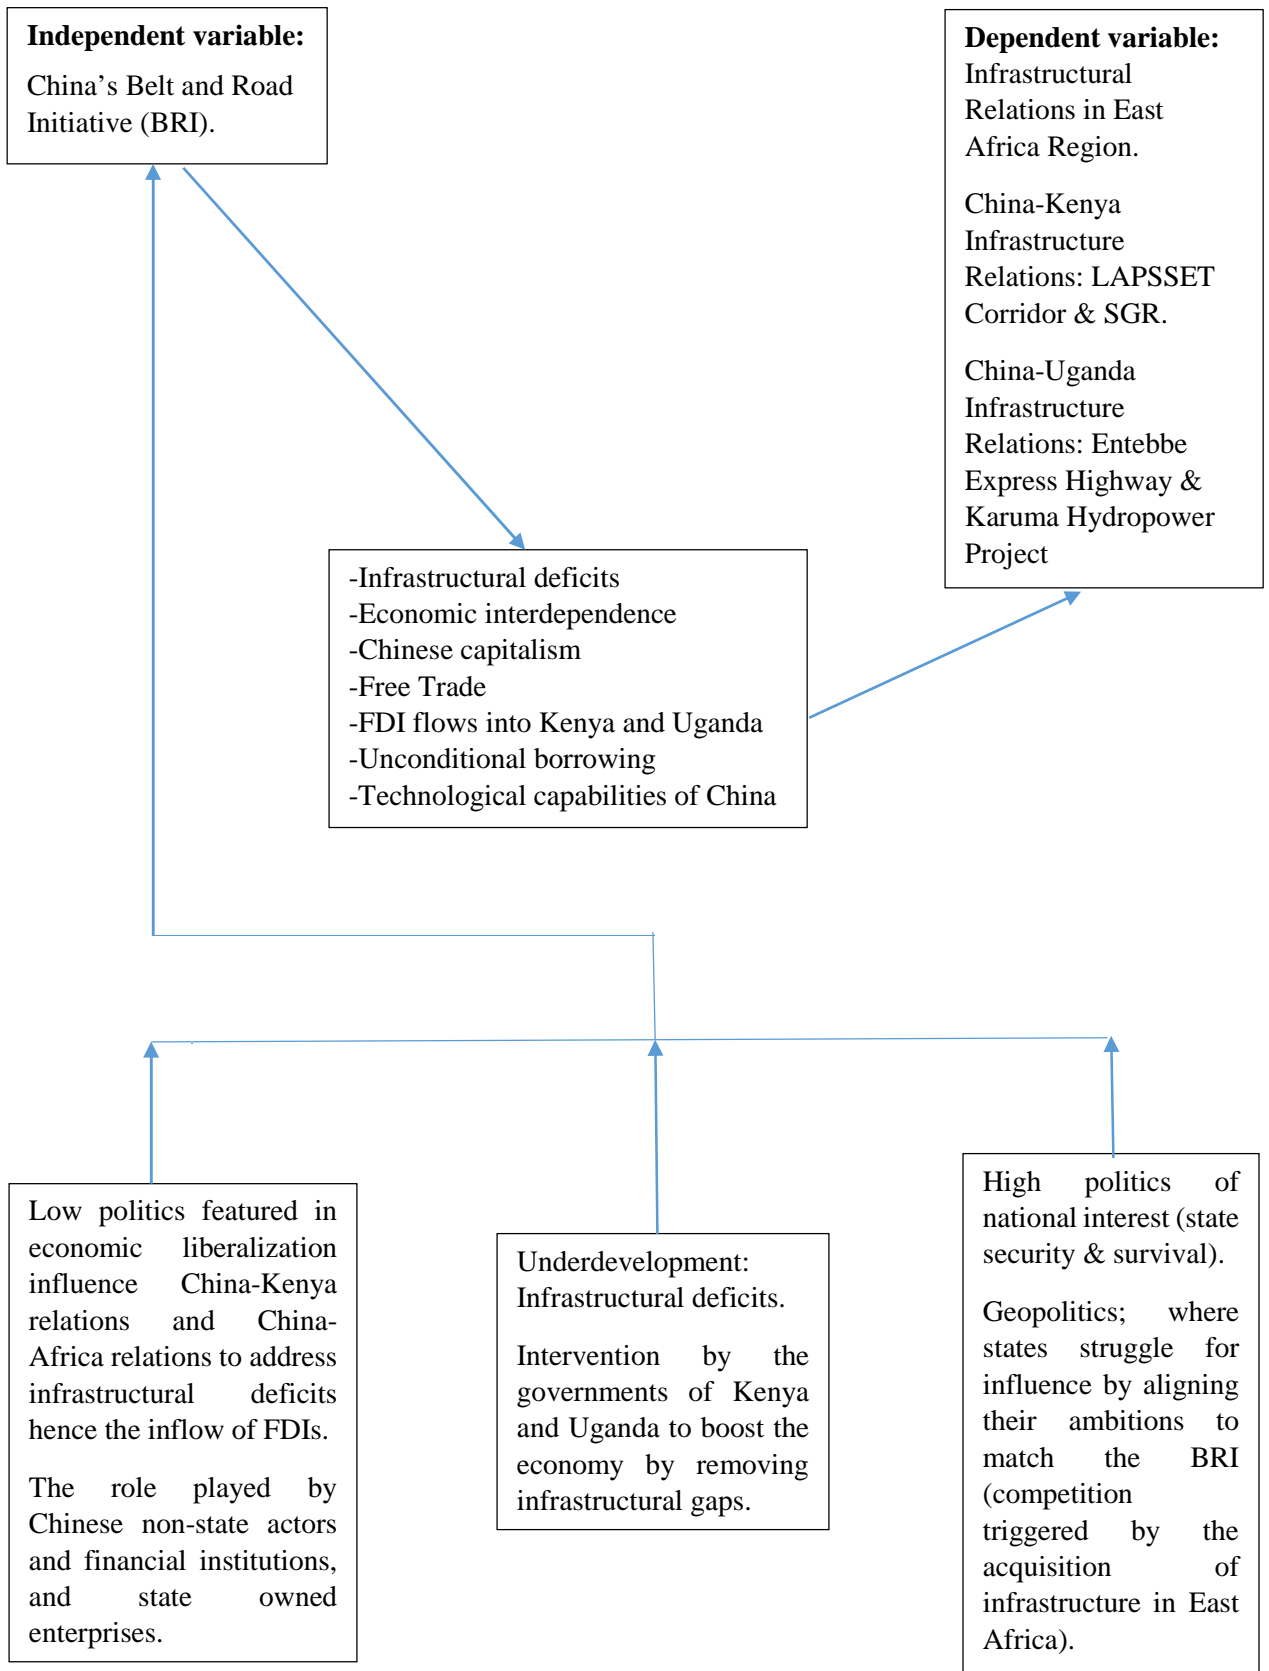 Independent variable:
China’s Belt and Road
Initiative (BRI).
Dependent variable:
Infrastructural
Relations in East
Africa Region.
China-Kenya
Infrastructure
Relations: LAPSSET
Corridor & SGR.
China-Uganda
Infrastructure
Relations: Entebbe
Express Highway &
Karuma Hydropower
Project
-Infrastructural deficits
-Economic interdependence
-Chinese capitalism
-Free Trade
-FDI flows into Kenya and Uganda
-Unconditional borrowing
-Technological capabilities of China
Low politics featured in
economic liberalization
influence China-Kenya
relations and China-
Africa relations to address
infrastructural deficits
hence the inflow of FDIs.
The role played by
Chinese non-state actors
and financial institutions,
and state owned
enterprises.
Underdevelopment:
Infrastructural deficits.
Intervention by the
governments of Kenya
and Uganda to boost the
economy by removing
infrastructural gaps.
High politics of
national interest (state
security & survival).
Geopolitics; where
states struggle for
influence by aligning
their ambitions to
match the BRI
(competition
triggered by the
acquisition of
infrastructure in East
Africa).